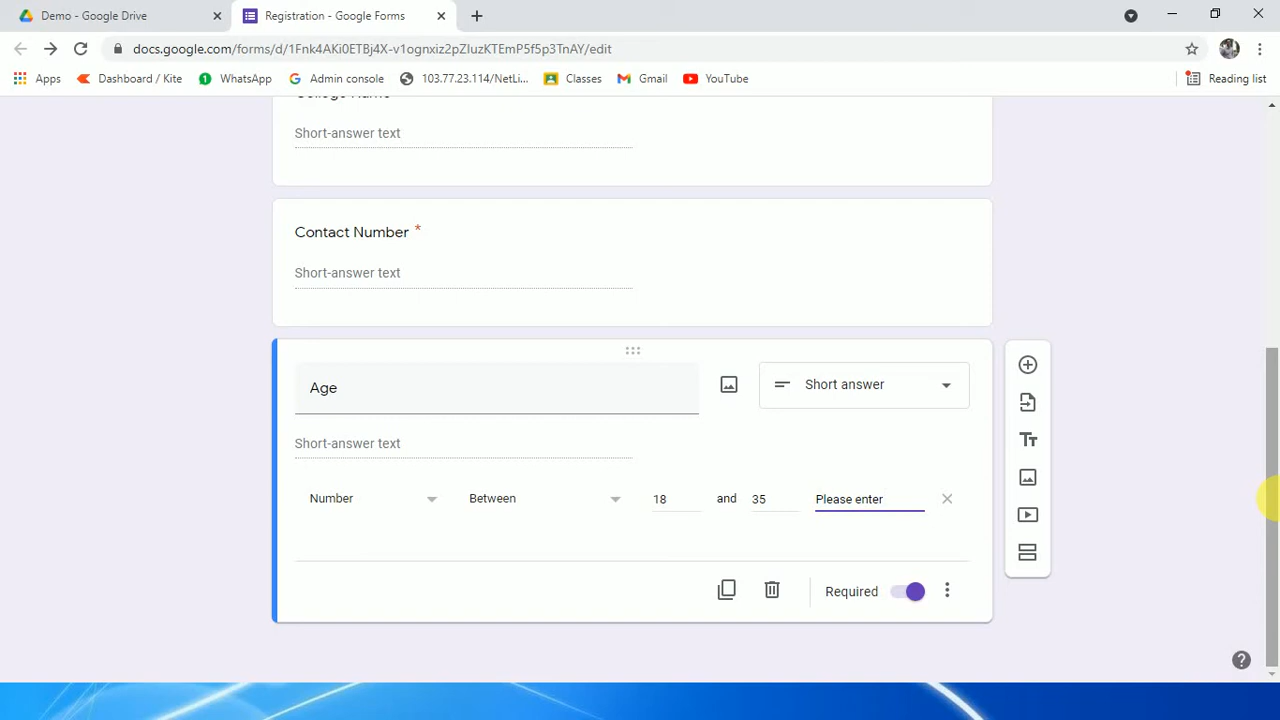 Demo - Google Drive
Registration - Google Forms
docs.google.com/forms/d/1Fnk4AKi0ETBj4X-v1ognxiz2pZIuzKTEmP5f5p3TnAY/edit
Apps
Dashboard / Kite
WhatsApp
Admin console
103.77.23.114/NetLi...
Classes
Gmail
YouTube
Reading list
College Name
Short-answer text
Contact Number *
Short-answer text
Age
Short answer
Short-answer text
Number
Between
18
and
35
Please enter
Required